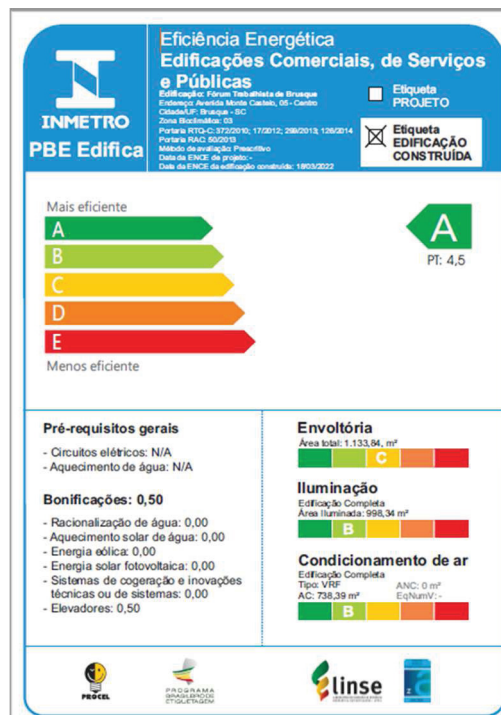 Eficiência Energética
Edificações Comerciais, de Serviços
e Públicas
Edificação: Fórum Trabalhista de Brusque
Endereço: Avenida Monte Castelo, 05 - Centro
Cidade/UF: Brusque - SC
Zona Bioclimática: 03
Portaria RTQ-C: 372/2010; 17/2012; 299/2013; 126/2014
Portaria RAC: 50/2013
Método de avaliação: Prescritivo
Data da ENCE de projeto: -
Data da ENCE da edificação construída: 18/03/2022
INMETRO
PBE Edifica
Etiqueta
PROJETO
Etiqueta
EDIFICAÇÃO
CONSTRUÍDA
Mais eficiente
A
B
C
D
E
Menos eficiente
A
PT: 4,5
Pré-requisitos gerais
- Circuitos elétricos: N/A
- Aquecimento de água: N/A
Bonificações: 0,50
- Racionalização de água: 0,00
- Aquecimento solar de água: 0,00
- Energia eólica: 0,00
- Energia solar fotovoltaica: 0,00
- Sistemas de cogeração e inovações
técnicas ou de sistemas: 0,00
- Elevadores: 0,50
Envoltória
Área total: 1.133,84, m²
C
Iluminação
Edificação Completa
Área Iluminada: 998,34 m²
B
Condicionamento de ar
Edificação Completa
Tipo: VRF ANC: 0 m²
AC: 738,39 m² EqNumV: -
B
PROCEL
PROGRAMA
BRASILEIRO DE
ETIQUETAGEM
linse